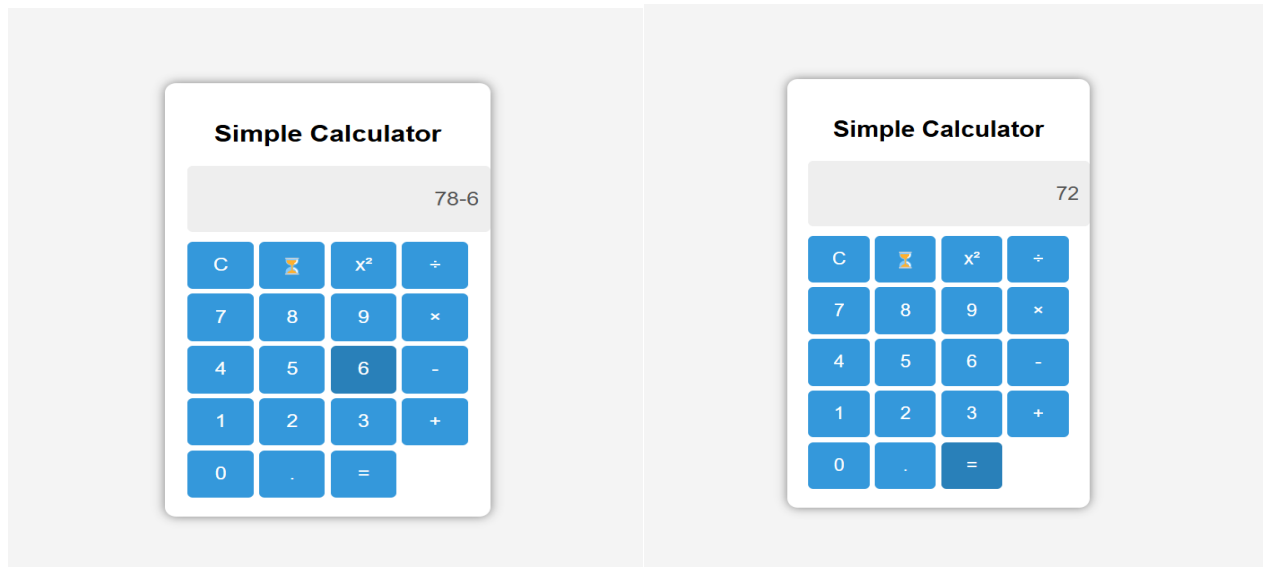 Simple Calculator
78-6
C ⏳ x² ÷
7 8 9 ×
4 5 6 -
1 2 3 +
0 . =
Simple Calculator
72
C ⏳ x² ÷
7 8 9 ×
4 5 6 -
1 2 3 +
0 . =